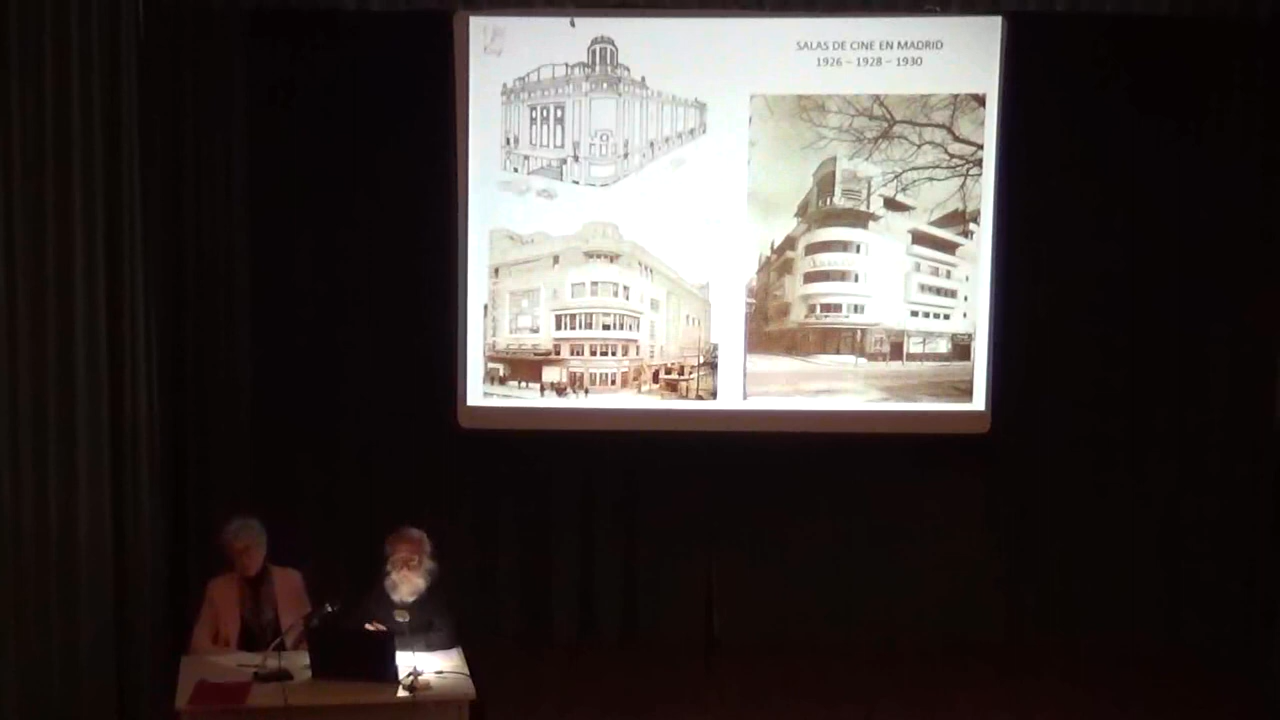 SALAS DE CINE EN MADRID
1926 – 1928 – 1930